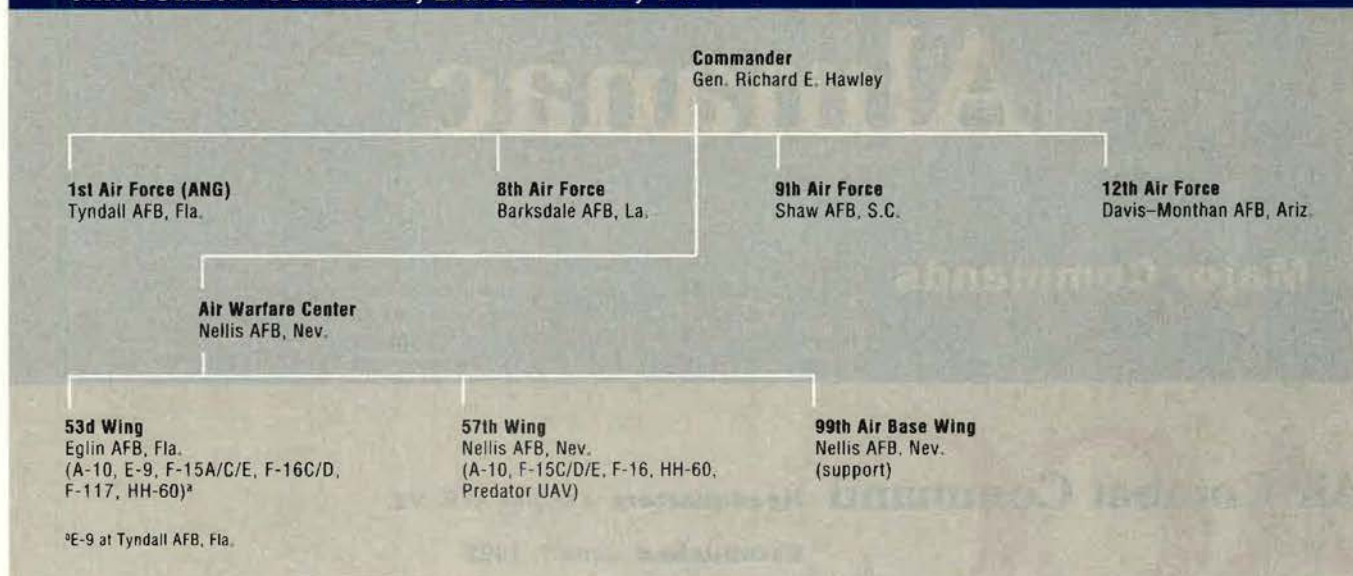 Commander
Gen. Richard E. Hawley
1st Air Force (ANG)
Tyndall AFB, Fla.
8th Air Force
Barksdale AFB, La.
9th Air Force
Shaw AFB, S.C.
12th Air Force
Davis–Monthan AFB, Ariz.
Air Warfare Center
Nellis AFB, Nev.
53d Wing
Eglin AFB, Fla.
(A-10, E-9, F-15A/C/E, F-16C/D,
F-117, HH-60)ª
57th Wing
Nellis AFB, Nev.
(A-10, F-15C/D/E, F-16, HH-60,
Predator UAV)
99th Air Base Wing
Nellis AFB, Nev.
(support)
ªE-9 at Tyndall AFB, Fla.